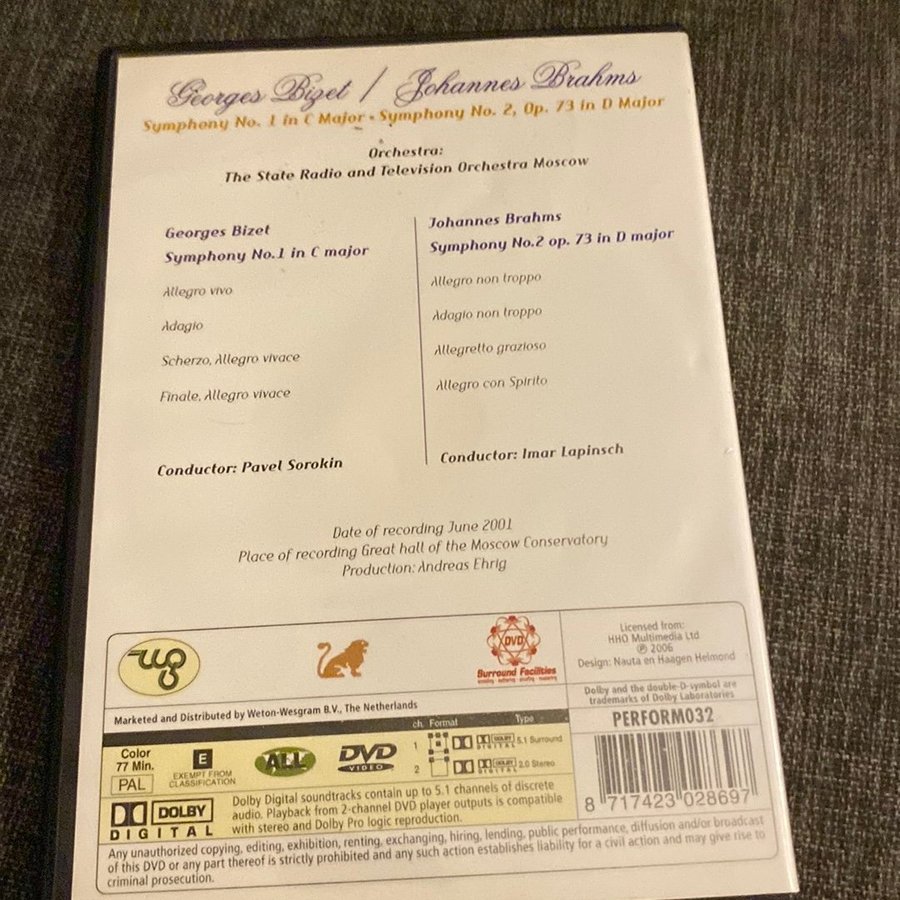 Georges Bizet / Johannes Brahms
Symphony No. 1 in C Major • Symphony No. 2, Op. 73 in D Major
Orchestra:
The State Radio and Television Orchestra Moscow
Georges Bizet
Symphony No.1 in C major
Allegro vivo
Adagio
Scherzo, Allegro vivace
Finale, Allegro vivace
Conductor: Pavel Sorokin
Johannes Brahms
Symphony No.2 op. 73 in D major
Allegro non troppo
Adagio non troppo
Allegretto grazioso
Allegro con Spirito
Conductor: Imar Lapinsch
Date of recording June 2001
Place of recording Great hall of the Moscow Conservatory
Production: Andreas Ehrig
DVD
Surround Facilities
Licensed from:
HHO Multimedia Ltd
℗ 2006
Design: Nauta en Haagen Helmond
Marketed and Distributed by Weton-Wesgram B.V., The Netherlands
Dolby and the double-D-symbol are
trademarks of Dolby Laboratories
PERFORM032
ch. Format Type
Color
77 Min.
PAL
E
EXEMPT FROM
CLASSIFICATION
ALL
DVD
VIDEO
1 DOLBY DIGITAL 5.1 Surround
2 DOLBY DIGITAL 2.0 Stereo
DOLBY
DIGITAL
Dolby Digital soundtracks contain up to 5.1 channels of discrete
audio. Playback from 2-channel DVD player outputs is compatible
with stereo and Dolby Pro logic reproduction.
8 717423 028697
Any unauthorized copying, editing, exhibition, renting, exchanging, hiring, lending, public performance, diffusion and/or broadcast
of this DVD or any part thereof is strictly prohibited and any such action establishes liability for a civil action and may give rise to
criminal prosecution.